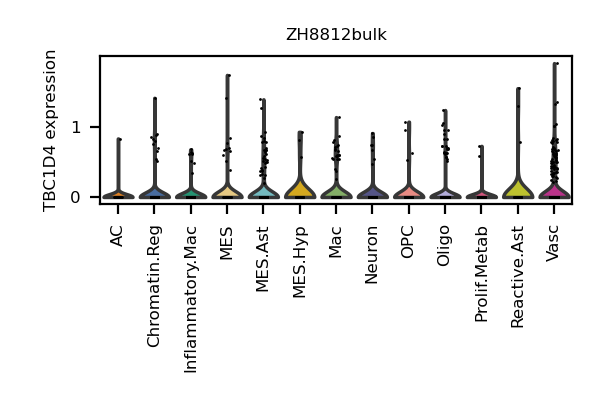 ZH8812bulk
TBC1D4 expression
1
0
AC
Chromatin.Reg
Inflammatory.Mac
MES
MES.Ast
MES.Hyp
Mac
Neuron
OPC
Oligo
Prolif.Metab
Reactive.Ast
Vasc